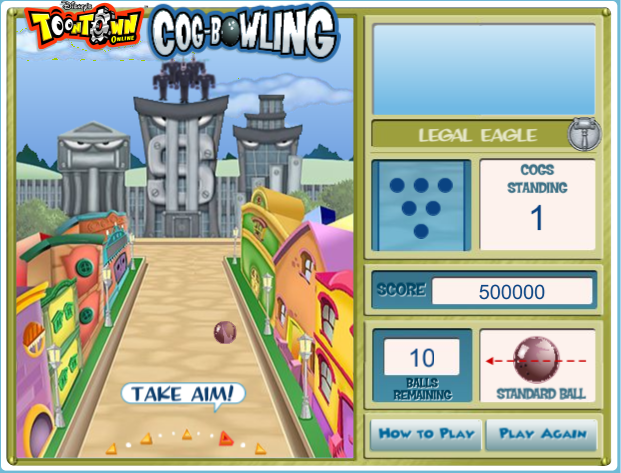 Disney's
TOONTOWN
ONLINE
COG-BOWLING
LEGAL EAGLE
COGS
STANDING
1
SCORE 500000
10
BALLS
REMAINING
STANDARD BALL
TAKE AIM!
HOW TO PLAY
PLAY AGAIN